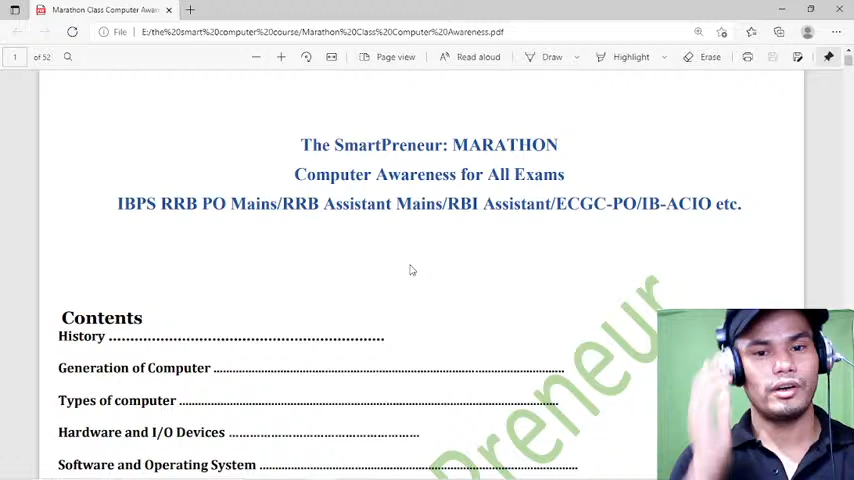 Marathon Class Computer Awar
File
E:/the%20smart%20computer%20course/Marathon%20Class%20Computer%20Awareness.pdf
1 of 52
Page view
Read aloud
Draw
Highlight
Erase
The SmartPreneur: MARATHON
Computer Awareness for All Exams
IBPS RRB PO Mains/RRB Assistant Mains/RBI Assistant/ECGC-PO/IB-ACIO etc.
Contents
History ............................................................
Generation of Computer ............................................................
Types of computer ............................................................
Hardware and I/O Devices ............................................................
Software and Operating System ............................................................
Preneur